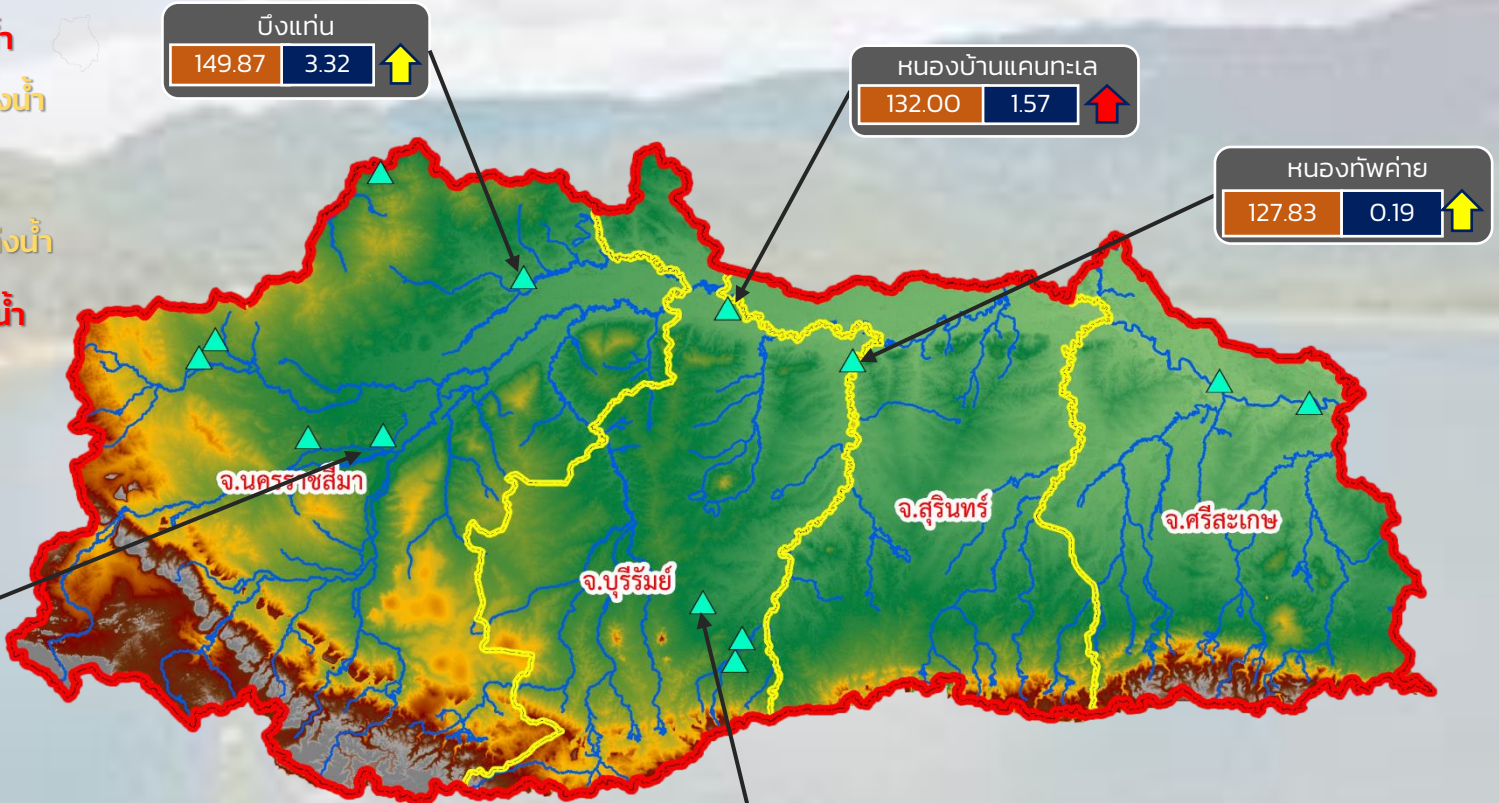 บึงแท่น
149.87 3.32
หนองบ้านแคนทะเล
132.00 1.57
หนองทัพค่าย
127.83 0.19
จ.นครราชสีมา
จ.บุรีรัมย์
จ.สุรินทร์
จ.ศรีสะเกษ